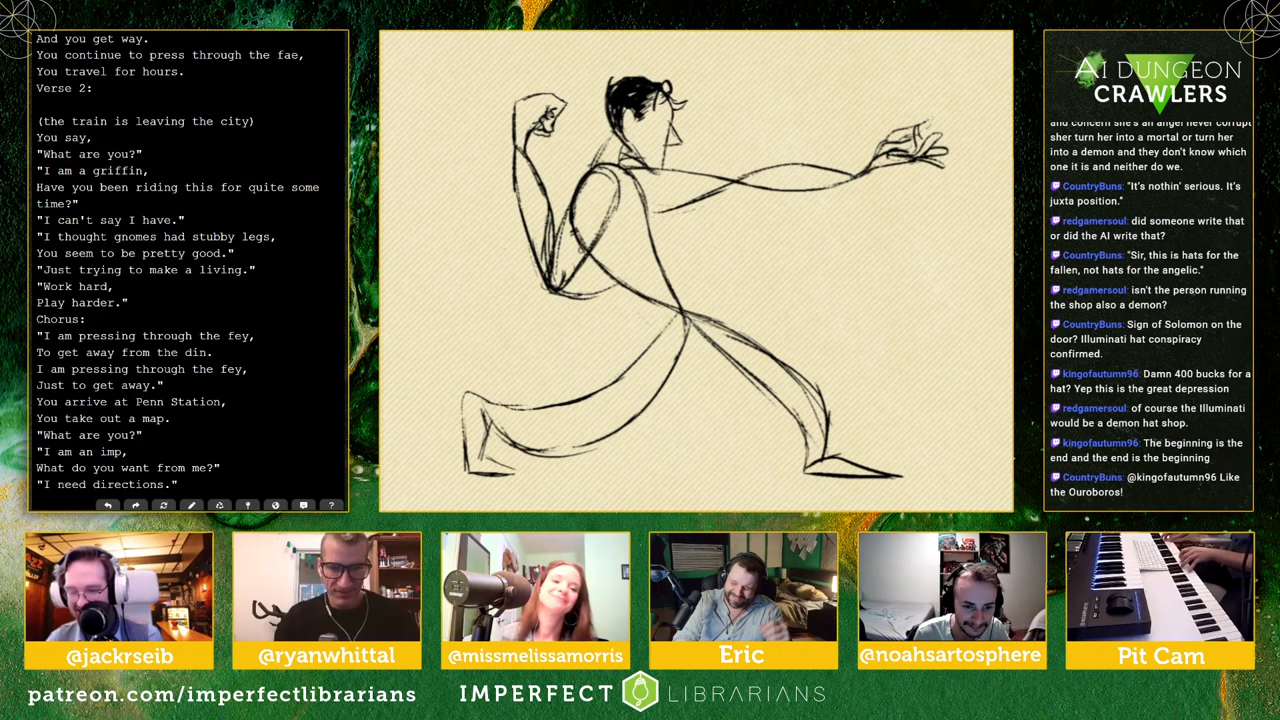 And you get way.
You continue to press through the fae,
You travel for hours.
Verse 2:
(the train is leaving the city)
You say,
"What are you?"
"I am a griffin,
Have you been riding this for quite some
time?"
"I can't say I have."
"I thought gnomes had stubby legs,
You seem to be pretty good."
"Just trying to make a living."
"Work hard,
Play harder."
Chorus:
"I am pressing through the fey,
To get away from the din.
I am pressing through the fey,
Just to get away."
You arrive at Penn Station,
You take out a map.
"What are you?"
"I am an imp,
What do you want from me?"
"I need directions."
AI DUNGEON
CRAWLERS
and concern she's an angel never corrupt
sher turn her into a mortal or turn her
into a demon and they don't know which
one it is and neither do we.
CountryBuns: "It's nothin' serious. It's
juxta position."
redgamersoul: did someone write that
or did the AI write that?
CountryBuns: "Sir, this is hats for the
fallen, not hats for the angelic."
redgamersoul: isn't the person running
the shop also a demon?
CountryBuns: Sign of Solomon on the
door? Illuminati hat conspiracy
confirmed.
kingofautumn96: Damn 400 bucks for a
hat? Yep this is the great depression
redgamersoul: of course the Illuminati
would be a demon hat shop.
kingofautumn96: The beginning is the
end and the end is the beginning
CountryBuns: @kingofautumn96 Like
the Ouroboros!
@jackrseib
@ryanwhittal
@missmelissamorris
Eric
@noahsartosphere
Pit Cam
patreon.com/imperfectlibrarians
IMPERFECT LIBRARIANS